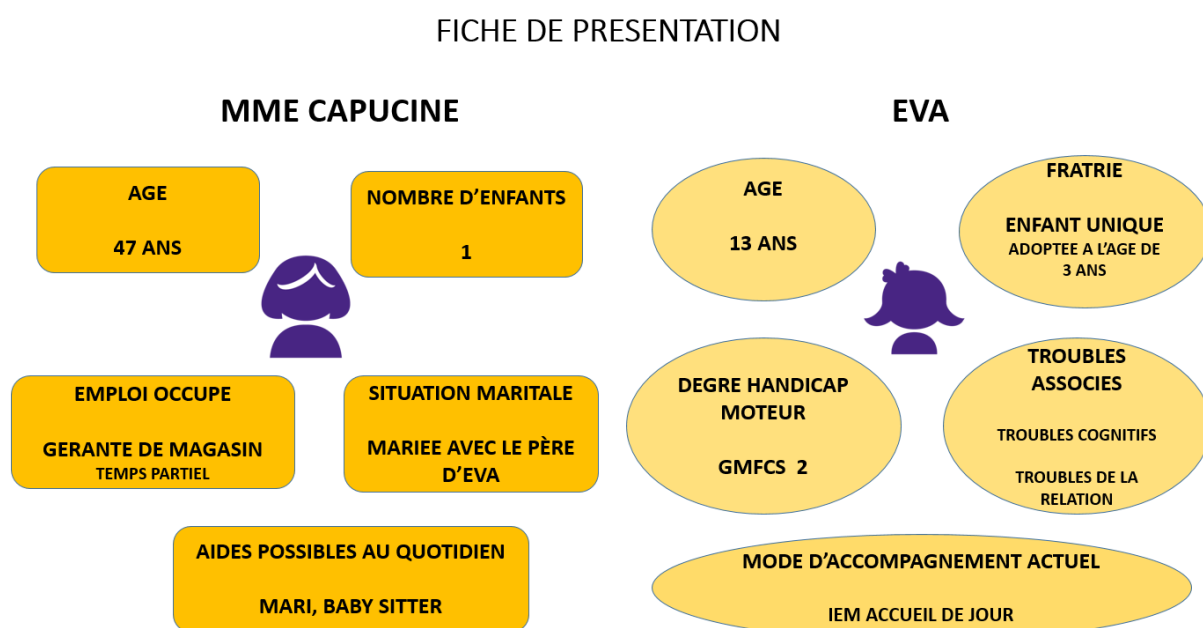 FICHE DE PRESENTATION
MME CAPUCINE
AGE
47 ANS
NOMBRE D'ENFANTS
1
EMPLOI OCCUPE
GERANTE DE MAGASIN
TEMPS PARTIEL
SITUATION MARITALE
MARIEE AVEC LE PÈRE
D'EVA
AIDES POSSIBLES AU QUOTIDIEN
MARI, BABY SITTER
EVA
AGE
13 ANS
FRATRIE
ENFANT UNIQUE
ADOPTEE A L'AGE DE
3 ANS
DEGRE HANDICAP
MOTEUR
GMFCS 2
TROUBLES
ASSOCIES
TROUBLES COGNITIFS
TROUBLES DE LA
RELATION
MODE D'ACCOMPAGNEMENT ACTUEL
IEM ACCUEIL DE JOUR